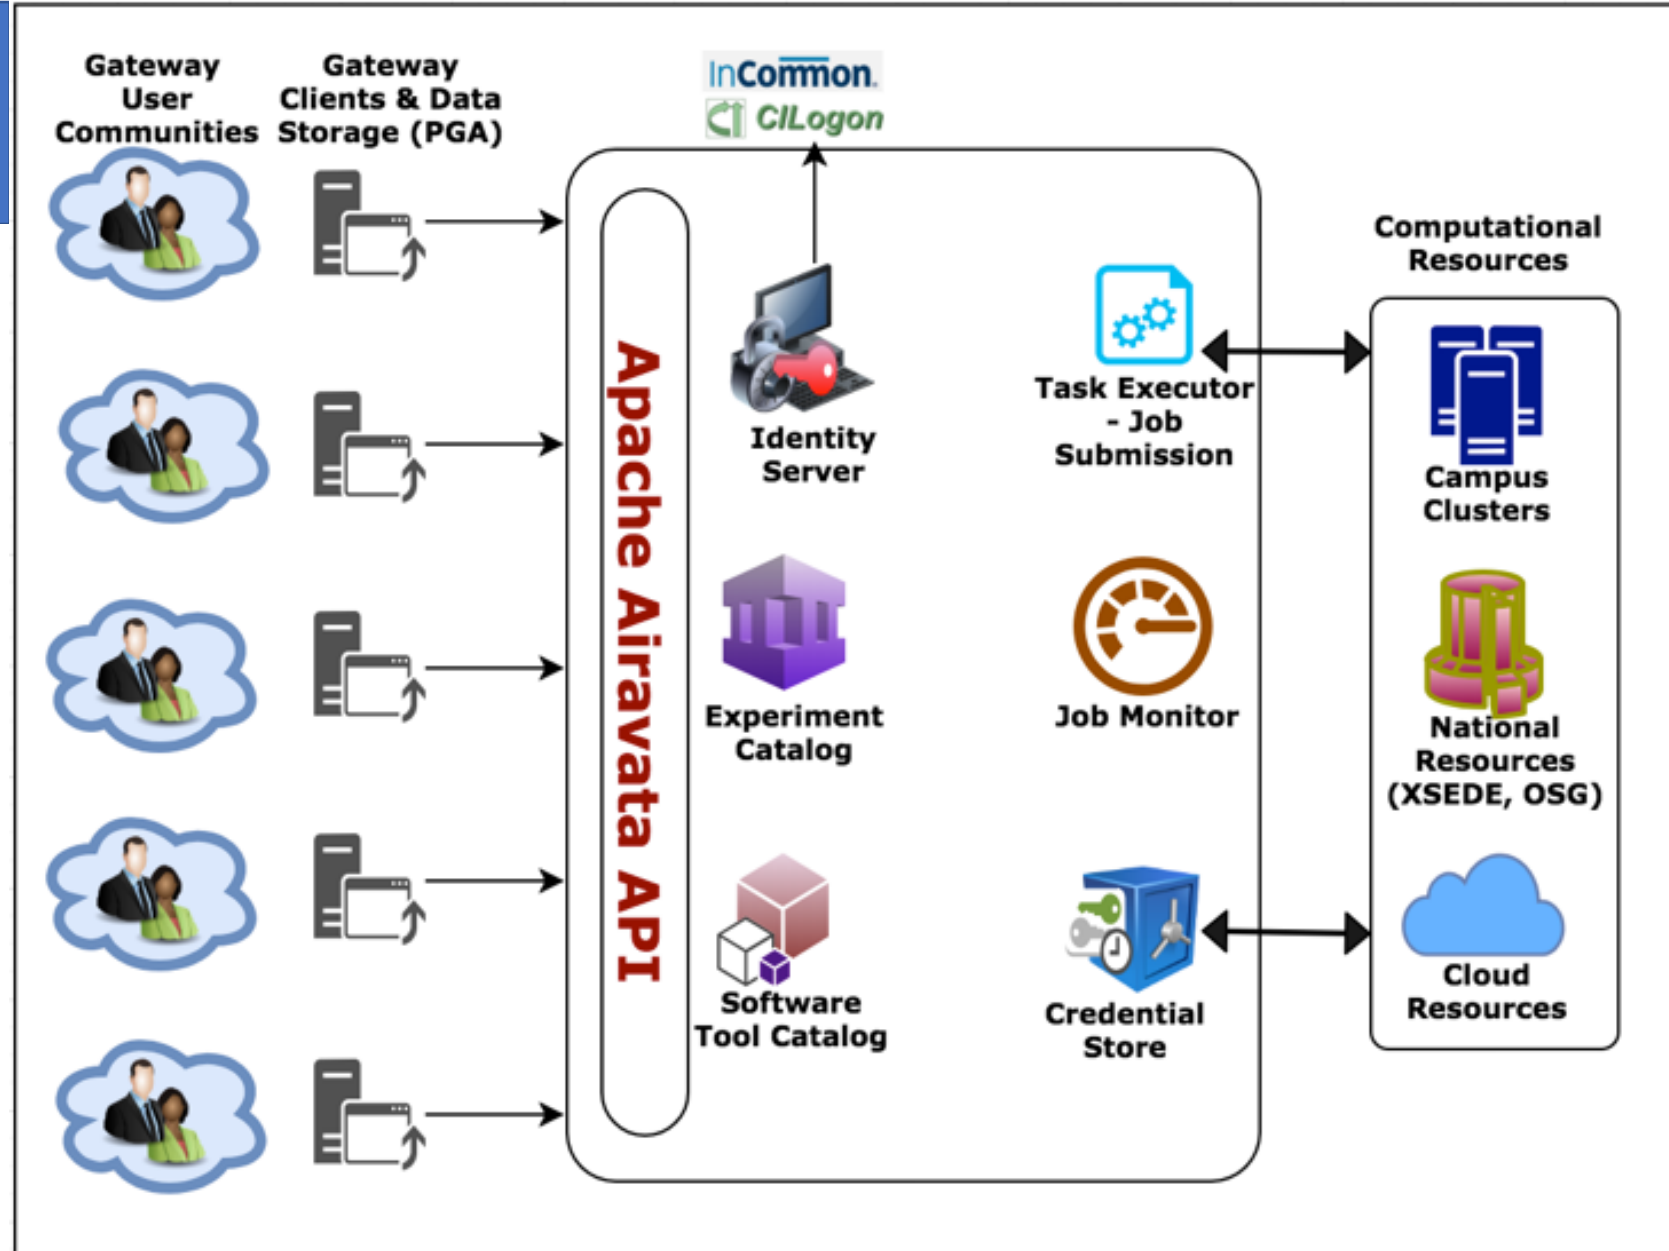 Gateway
User
Communities
Gateway
Clients & Data
Storage (PGA)
InCommon.
CILogon
Apache Airavata API
Identity
Server
Experiment
Catalog
Software
Tool Catalog
Task Executor
- Job
Submission
Job Monitor
Credential
Store
Computational
Resources
Campus
Clusters
National
Resources
(XSEDE, OSG)
Cloud
Resources